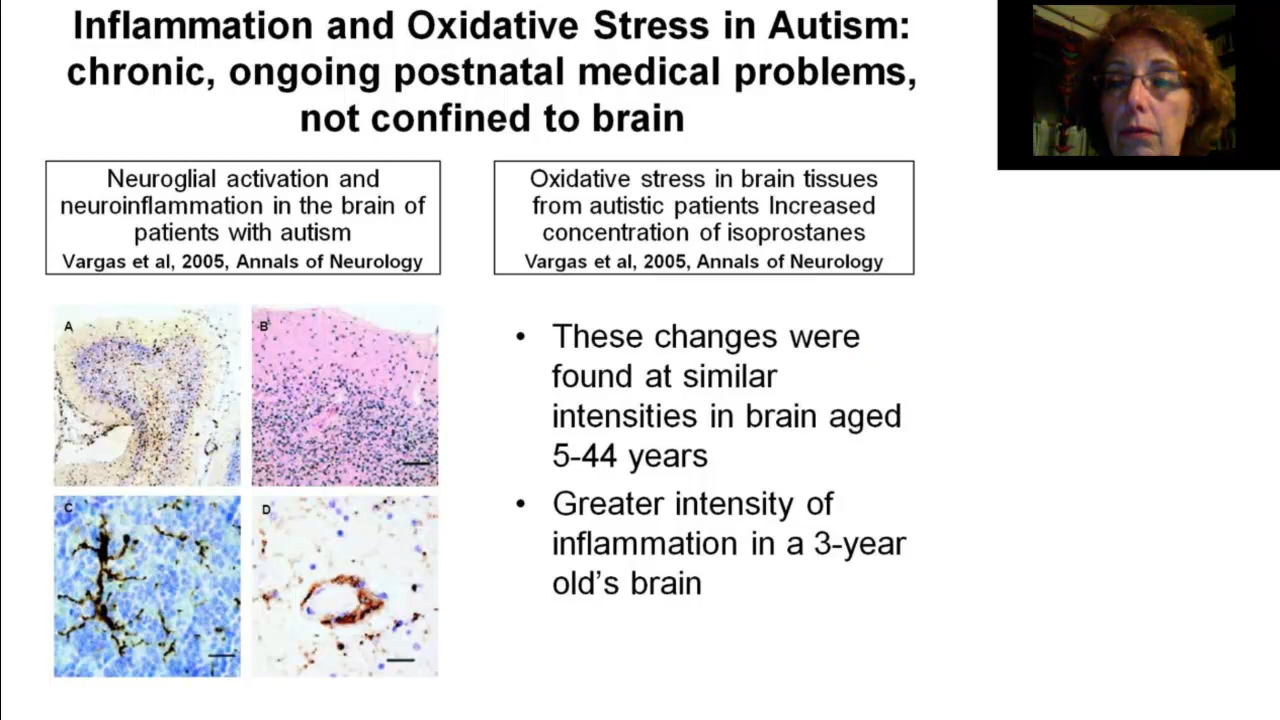 Inflammation and Oxidative Stress in Autism:
chronic, ongoing postnatal medical problems,
not confined to brain
Neuroglial activation and
neuroinflammation in the brain of
patients with autism
Vargas et al, 2005, Annals of Neurology
Oxidative stress in brain tissues
from autistic patients Increased
concentration of isoprostanes
Vargas et al, 2005, Annals of Neurology
A
B
C
D
• These changes were
found at similar
intensities in brain aged
5-44 years
• Greater intensity of
inflammation in a 3-year
old's brain